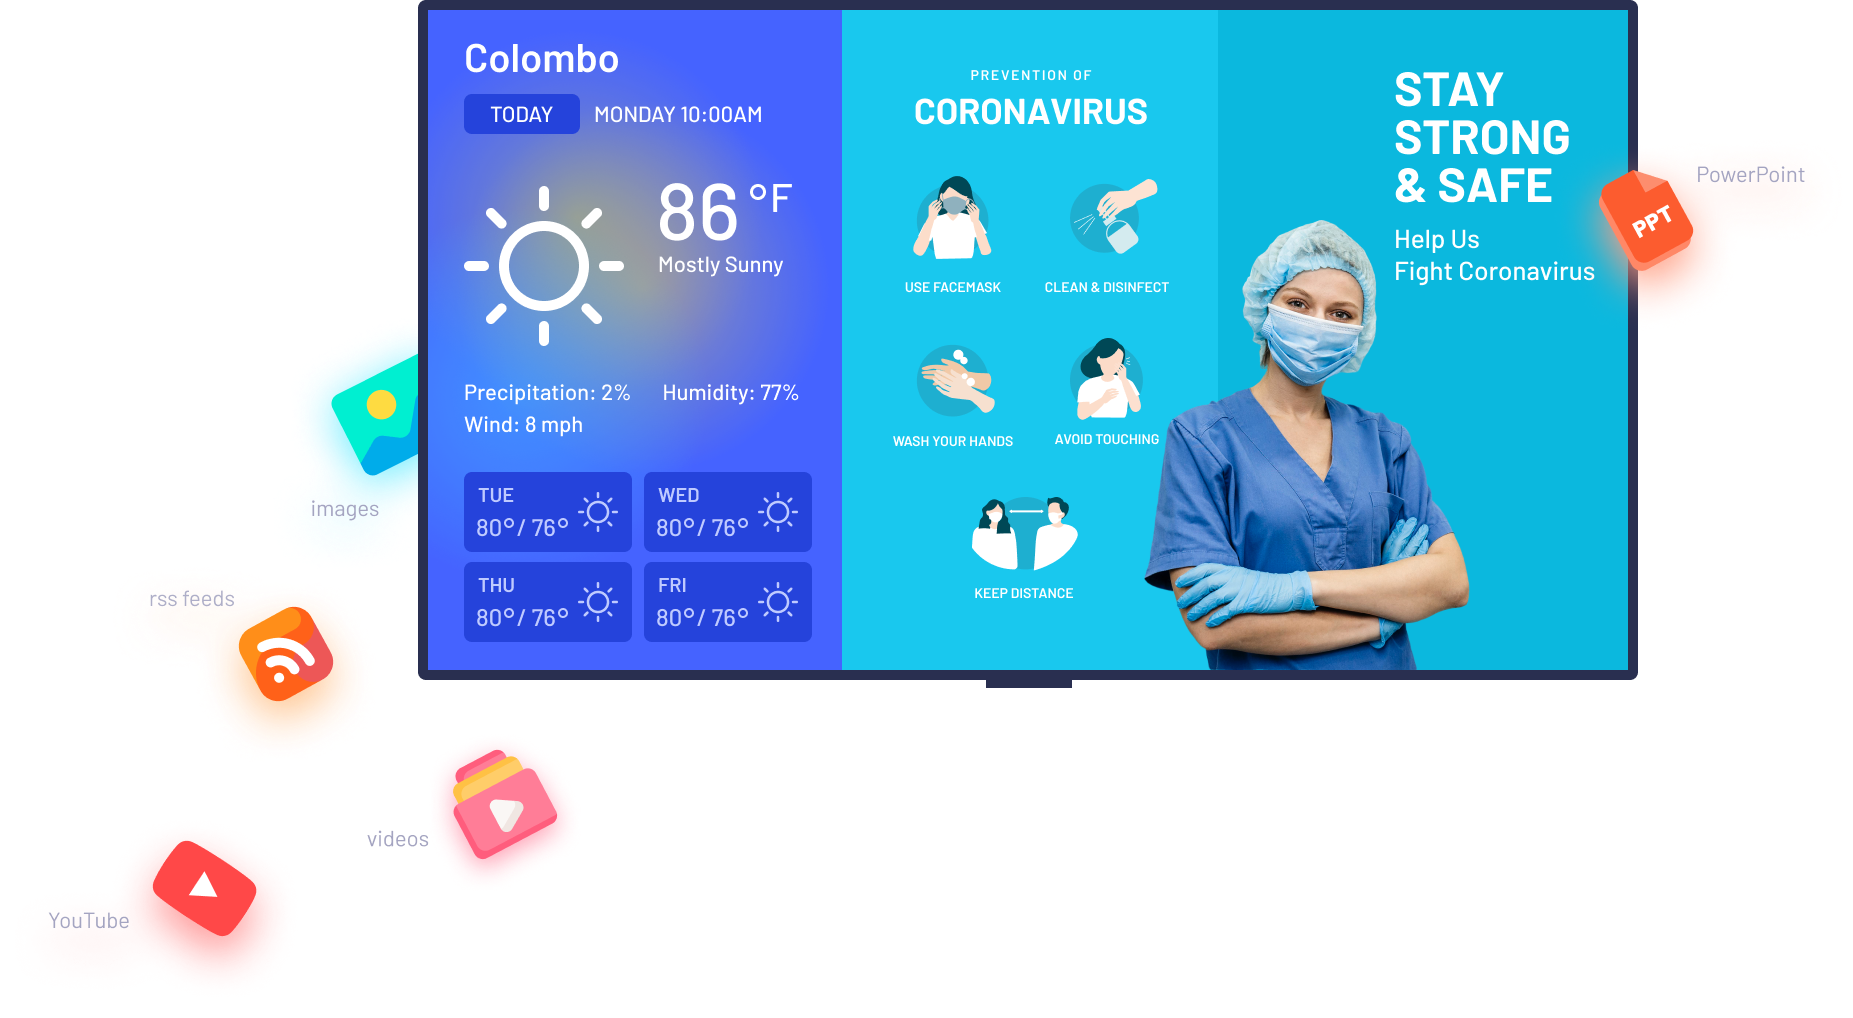 Colombo
TODAY MONDAY 10:00AM
86 °F
Mostly Sunny
Precipitation: 2% Humidity: 77%
Wind: 8 mph
TUE
80°/ 76°
WED
80°/ 76°
THU
80°/ 76°
FRI
80°/ 76°
PREVENTION OF
CORONAVIRUS
USE FACEMASK
CLEAN & DISINFECT
WASH YOUR HANDS
AVOID TOUCHING
KEEP DISTANCE
STAY
STRONG
& SAFE
Help Us
Fight Coronavirus
PPT
PowerPoint
images
rss feeds
videos
YouTube